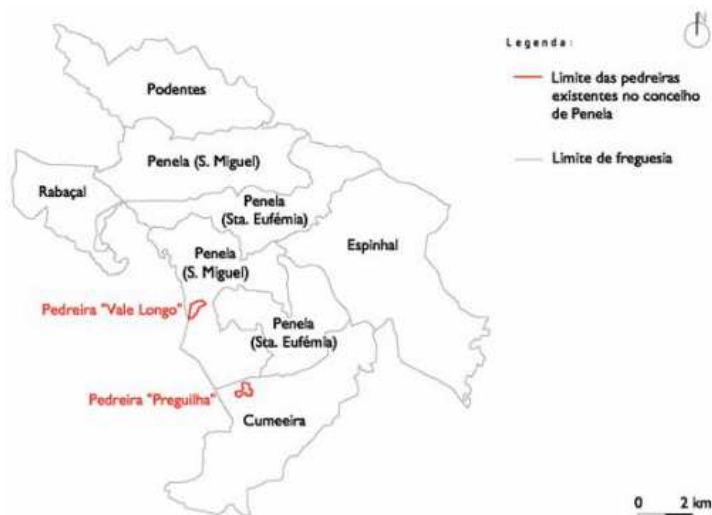 N
Legenda:
Limite das pedreiras
existentes no concelho
de Penela
Limite de freguesia
Podentes
Penela (S. Miguel)
Rabaçal
Penela
(Sta. Eufémia)
Espinhal
Penela
(S. Miguel)
Pedreira "Vale Longo"
Penela
(Sta. Eufémia)
Pedreira "Preguilha"
Cumeeira
0 2 km